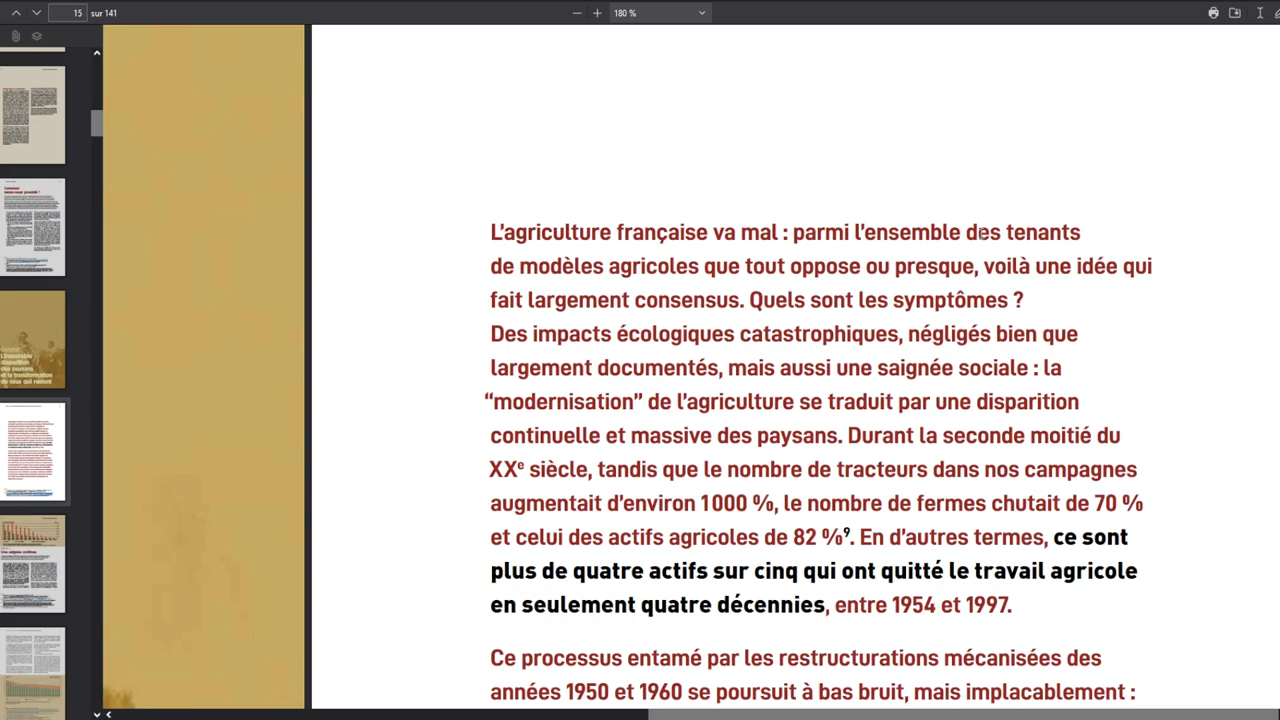 15 sur 141
180 %
L'agriculture française va mal : parmi l'ensemble des tenants
de modèles agricoles que tout oppose ou presque, voilà une idée qui
fait largement consensus. Quels sont les symptômes ?
Des impacts écologiques catastrophiques, négligés bien que
largement documentés, mais aussi une saignée sociale : la
“modernisation” de l'agriculture se traduit par une disparition
continuelle et massive des paysans. Durant la seconde moitié du
XXe siècle, tandis que le nombre de tracteurs dans nos campagnes
augmentait d'environ 1 000 %, le nombre de fermes chutait de 70 %
et celui des actifs agricoles de 82 %⁹. En d'autres termes, ce sont
plus de quatre actifs sur cinq qui ont quitté le travail agricole
en seulement quatre décennies, entre 1954 et 1997.
Ce processus entamé par les restructurations mécanisées des
années 1950 et 1960 se poursuit à bas bruit, mais implacablement :